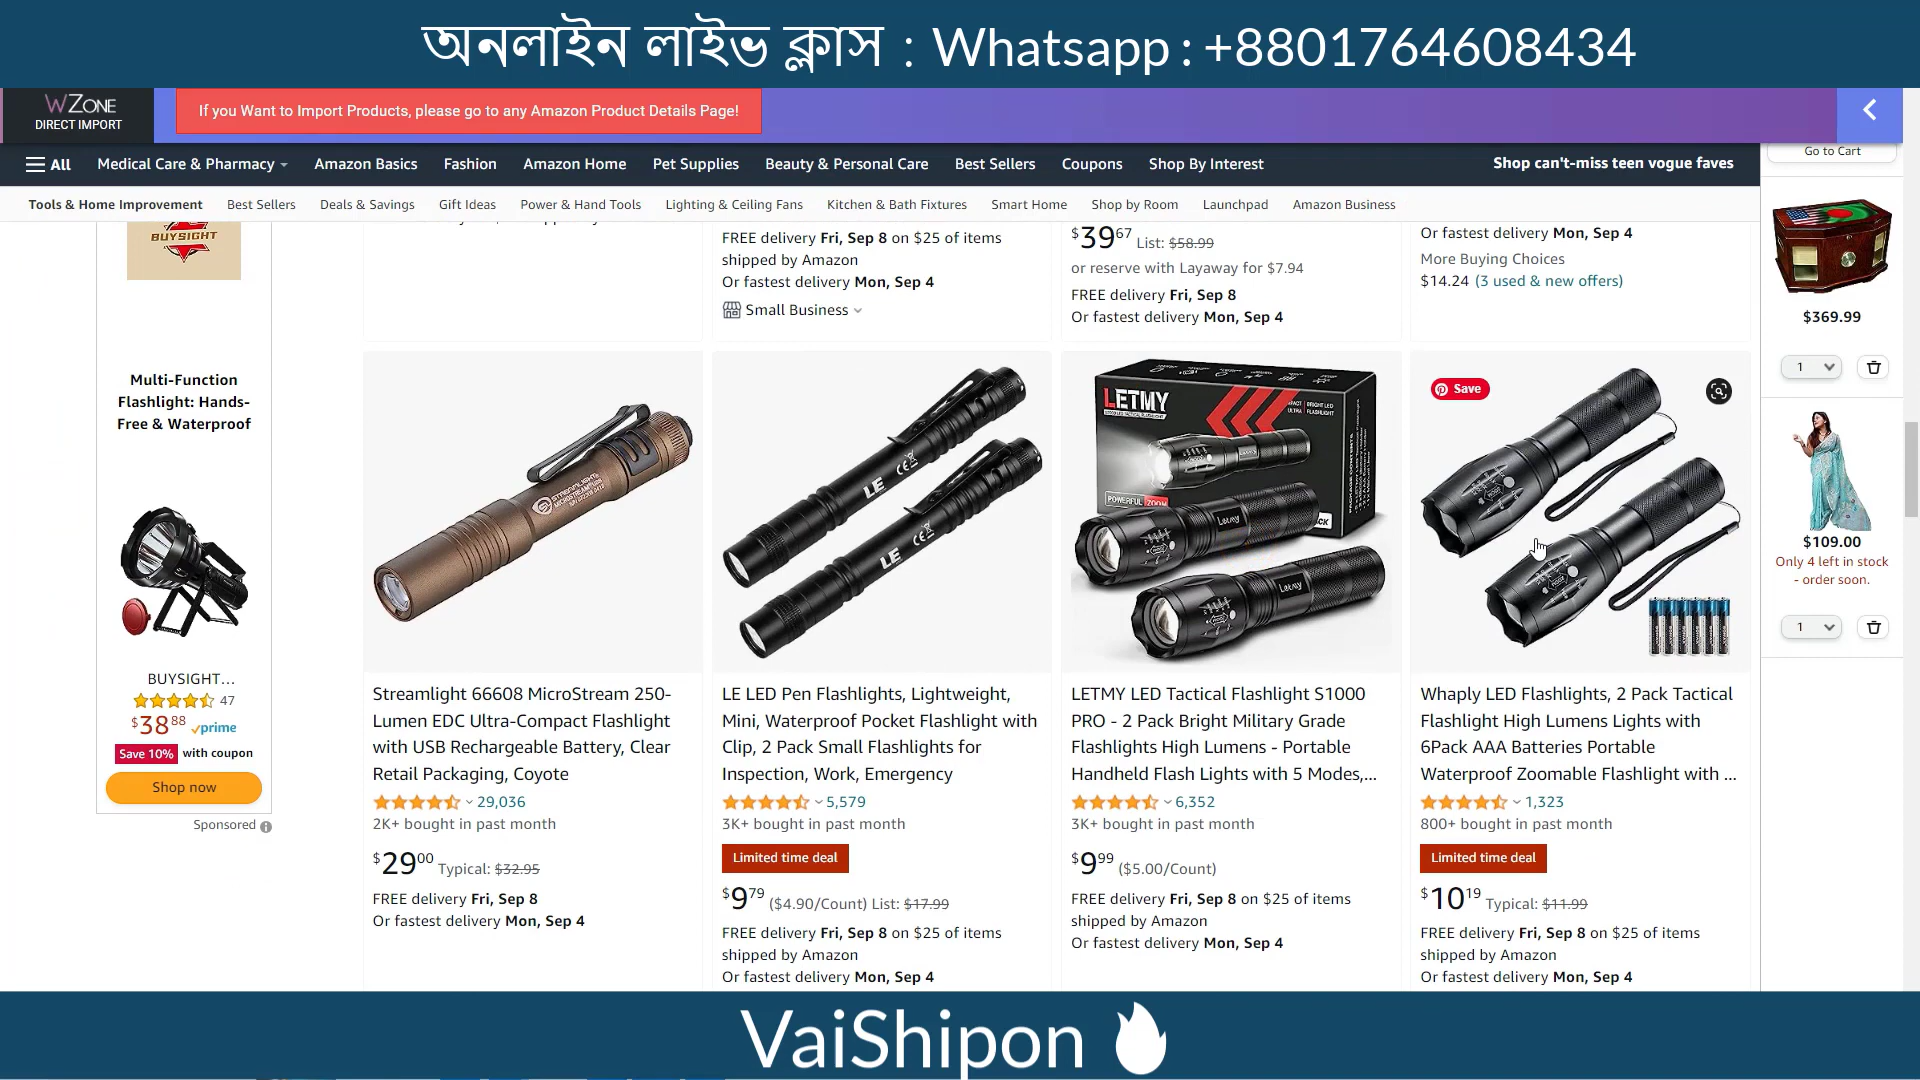 অনলাইন লাইভ ক্লাস : Whatsapp : +8801764608434
WZONE
DIRECT IMPORT
If you Want to Import Products, please go to any Amazon Product Details Page!
All
Medical Care & Pharmacy
Amazon Basics
Fashion
Amazon Home
Pet Supplies
Beauty & Personal Care
Best Sellers
Coupons
Shop By Interest
Shop can't-miss teen vogue faves
Go to Cart
Tools & Home Improvement
Best Sellers
Deals & Savings
Gift Ideas
Power & Hand Tools
Lighting & Ceiling Fans
Kitchen & Bath Fixtures
Smart Home
Shop by Room
Launchpad
Amazon Business
BUYSIGHT
Multi-Function
Flashlight: Hands-
Free & Waterproof
BUYSIGHT...
47
$38.88 prime
Save 10% with coupon
Shop now
Sponsored
FREE delivery Fri, Sep 8 on $25 of items
shipped by Amazon
Or fastest delivery Mon, Sep 4
Small Business
$39.67 List: $58.99
or reserve with Layaway for $7.94
FREE delivery Fri, Sep 8
Or fastest delivery Mon, Sep 4
Or fastest delivery Mon, Sep 4
More Buying Choices
$14.24 (3 used & new offers)
Streamlight 66608 MicroStream 250-
Lumen EDC Ultra-Compact Flashlight
with USB Rechargeable Battery, Clear
Retail Packaging, Coyote
29,036
2K+ bought in past month
$29.00 Typical: $32.95
FREE delivery Fri, Sep 8
Or fastest delivery Mon, Sep 4
LE
LE
LE LED Pen Flashlights, Lightweight,
Mini, Waterproof Pocket Flashlight with
Clip, 2 Pack Small Flashlights for
Inspection, Work, Emergency
5,579
3K+ bought in past month
Limited time deal
$9.79 ($4.90/Count) List: $17.99
FREE delivery Fri, Sep 8 on $25 of items
shipped by Amazon
Or fastest delivery Mon, Sep 4
LETMY
POWERFUL ZOOM
Letmy
Letmy
LETMY LED Tactical Flashlight S1000
PRO - 2 Pack Bright Military Grade
Flashlights High Lumens - Portable
Handheld Flash Lights with 5 Modes,...
6,352
3K+ bought in past month
$9.99 ($5.00/Count)
FREE delivery Fri, Sep 8 on $25 of items
shipped by Amazon
Or fastest delivery Mon, Sep 4
Save
Whaply LED Flashlights, 2 Pack Tactical
Flashlight High Lumens Lights with
6Pack AAA Batteries Portable
Waterproof Zoomable Flashlight with ...
1,323
800+ bought in past month
Limited time deal
$10.19 Typical: $11.99
FREE delivery Fri, Sep 8 on $25 of items
shipped by Amazon
Or fastest delivery Mon, Sep 4
$369.99
1
$109.00
Only 4 left in stock
- order soon.
1
VaiShipon